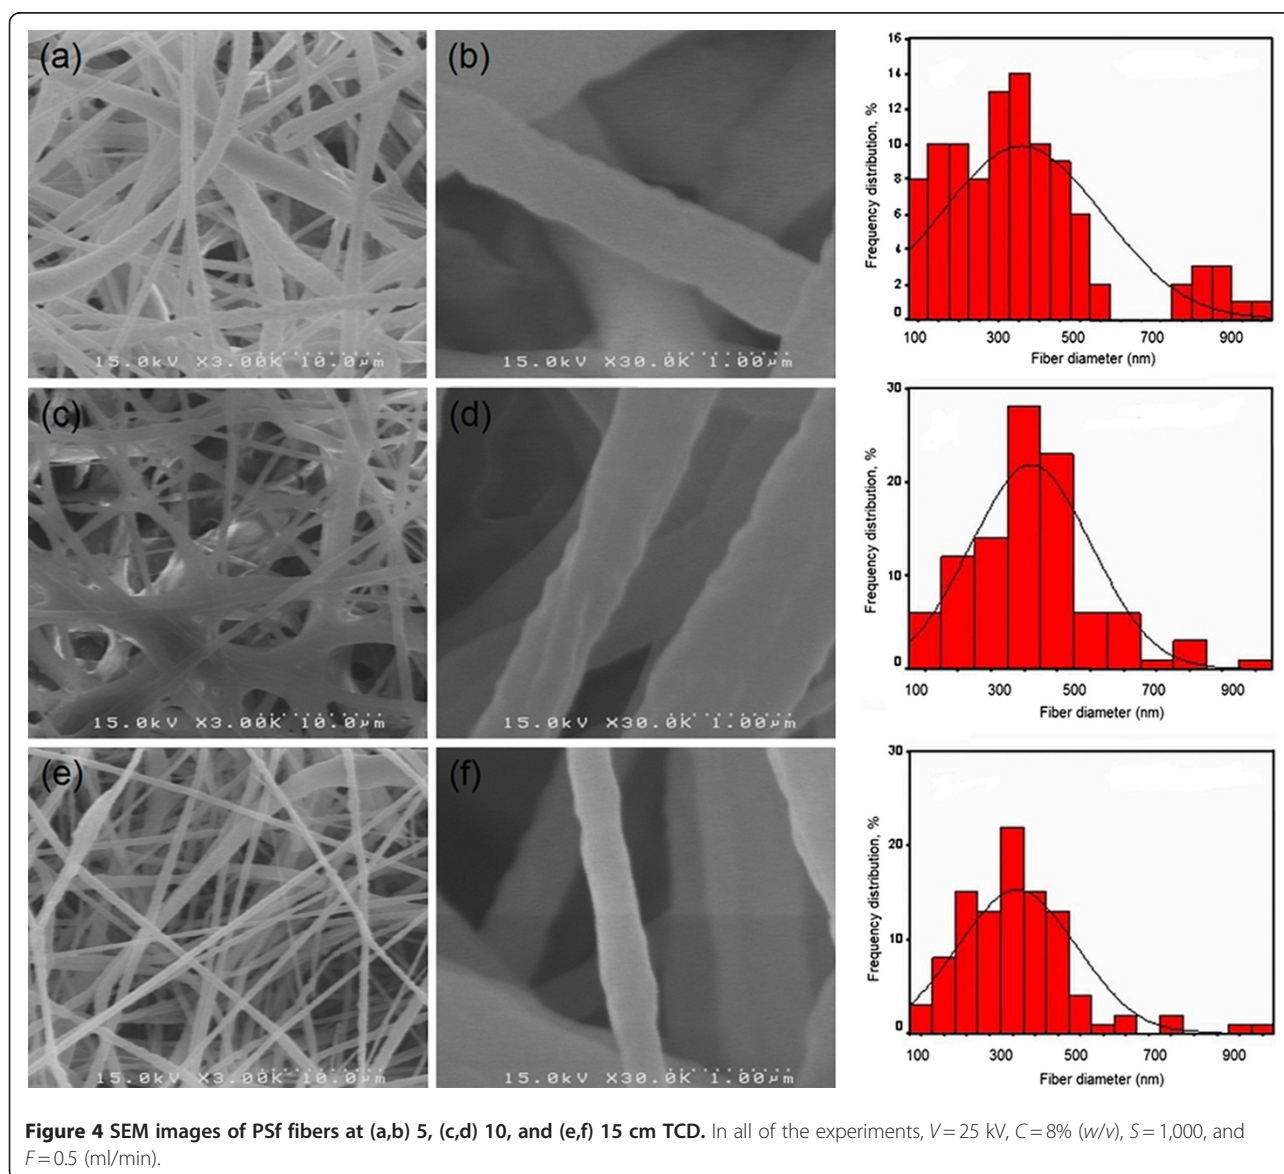 (a)
15.0kV X3.00K 10.0µm
(b)
15.0kV X30.0K 1.00µm
16
14
12
10
8
6
4
2
0
Frequency distribution, %
100 300 500 700 900
Fiber diameter (nm)
(c)
15.0kV X3.00K 10.0µm
(d)
15.0kV X30.0K 1.00µm
30
20
10
0
Frequency distribution, %
100 300 500 700 900
Fiber diameter (nm)
(e)
15.0kV X3.00K 10.0µm
(f)
15.0kV X30.0K 1.00µm
30
20
10
0
Frequency distribution, %
100 300 500 700 900
Fiber diameter (nm)
Figure 4 SEM images of PSf fibers at (a,b) 5, (c,d) 10, and (e,f) 15 cm TCD. In all of the experiments, V = 25 kV, C = 8% (w/v), S = 1,000, and
F = 0.5 (ml/min).